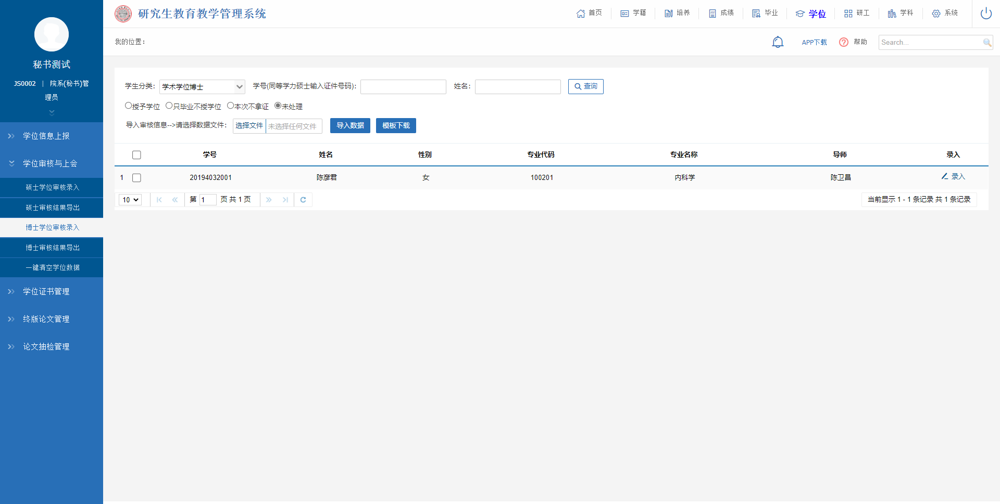 研究生教育教学管理系统
首页 学籍 培养 成绩 毕业 学位 研工 学科 系统
秘书测试
JS0002 | 院系(秘书)管
理员
我的位置：
APP下载 帮助 Search...
学位信息上报
学位审核与上会
硕士学位审核录入
硕士审核结果导出
博士学位审核录入
博士审核结果导出
一键清空学位数据
学位证书管理
终版论文管理
论文抽检管理
学生分类： 学术学位博士 学号(同等学力硕士输入证件号码)： 姓名： 查询
授予学位 只毕业不授学位 本次不拿证 未处理
导入审核信息-->请选择数据文件： 选择文件 未选择任何文件 导入数据 模板下载
学号 姓名 性别 专业代码 专业名称 导师 录入
1 20194032001 陈彦君 女 100201 内科学 陈卫昌 录入
10 第 1 页 共 1 页 当前显示 1 - 1 条记录 共 1 条记录